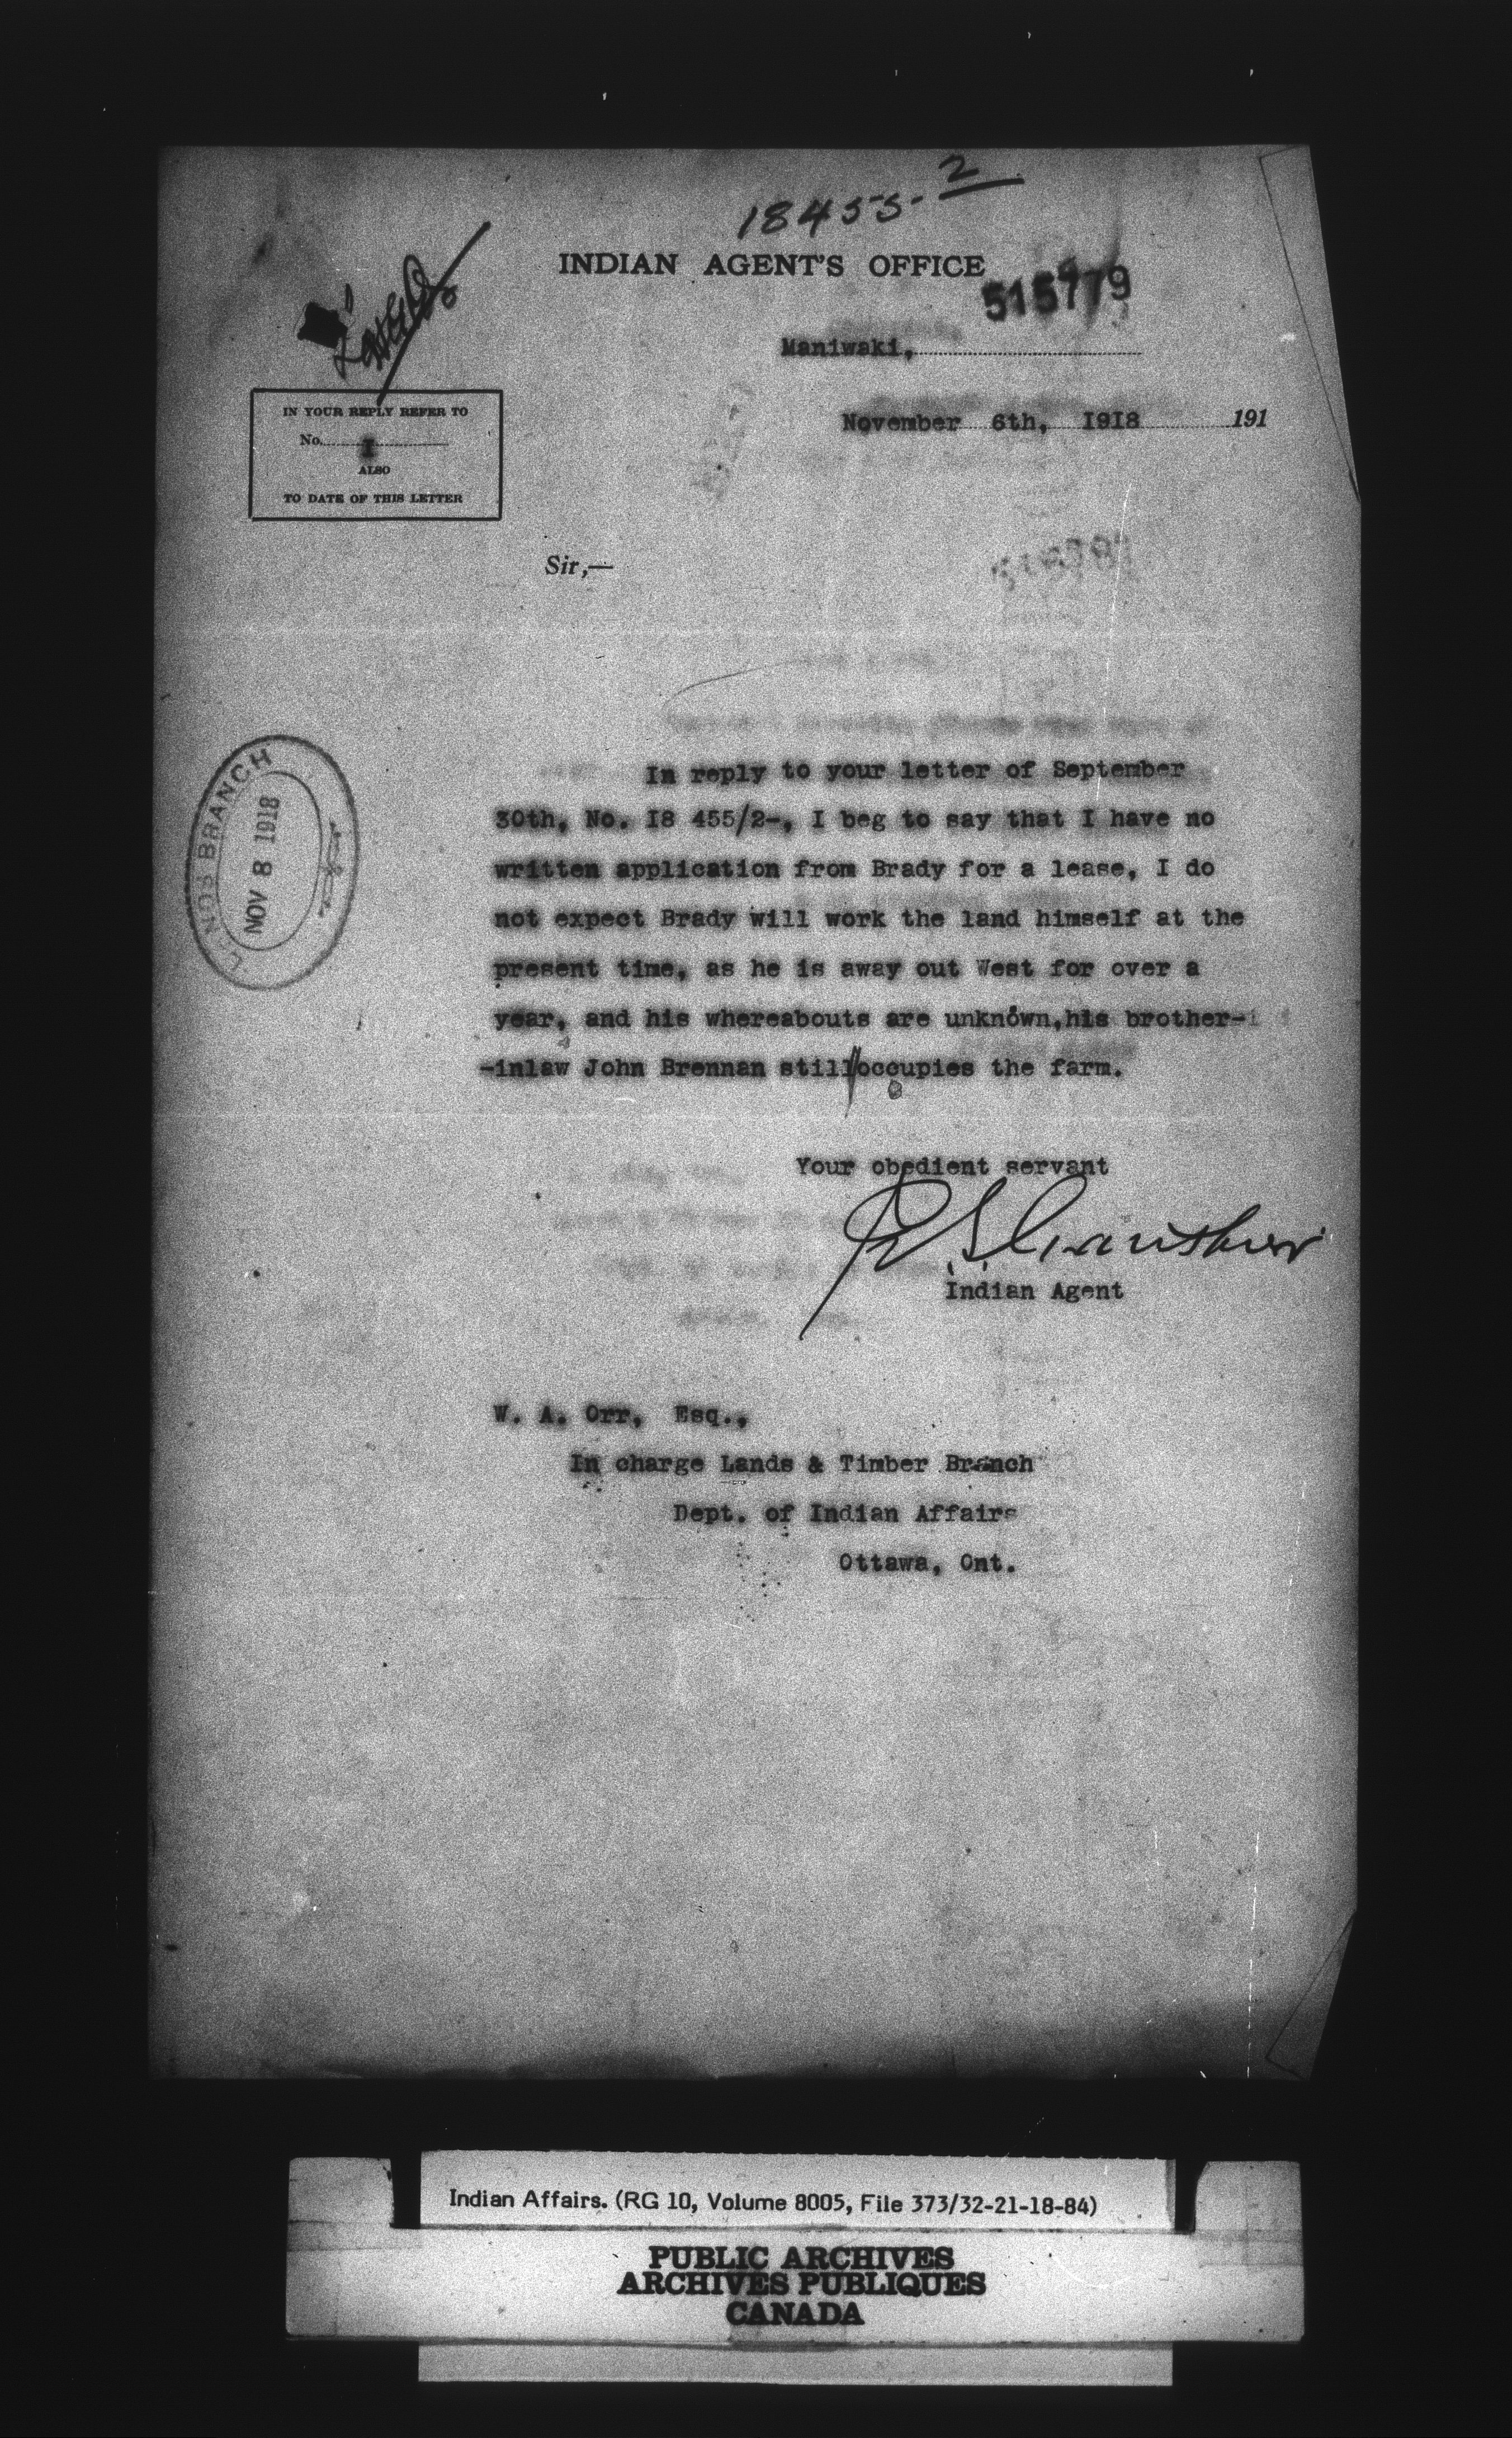 18455-2
INDIAN AGENT'S OFFICE
515779
Maniwaki,
November 6th, I9I8 191
IN YOUR REPLY REFER TO
No. I
ALSO
TO DATE OF THIS LETTER
Sir,—
LANDS BRANCH
NOV 8 1918
In reply to your letter of September
30th, No. I8 455/2-, I beg to say that I have no
written application from Brady for a lease, I do
not expect Brady will work the land himself at the
present time, as he is away out West for over a
year, and his whereabouts are unknown,his brother-
-inlaw John Brennan still occupies the farm.
Your obedient servant
Indian Agent
W. A. Orr, Esq.,
In charge Lands & Timber Branch
Dept. of Indian Affairs
Ottawa, Ont.
Indian Affairs. (RG 10, Volume 8005, File 373/32-21-18-84)
PUBLIC ARCHIVES
ARCHIVES PUBLIQUES
CANADA